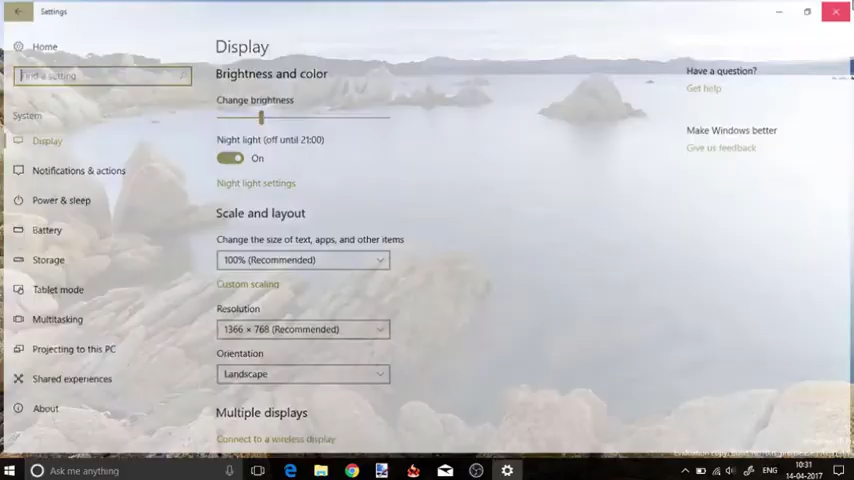 Settings
Home
Find a setting
System
Display
Notifications & actions
Power & sleep
Battery
Storage
Tablet mode
Multitasking
Projecting to this PC
Shared experiences
About
Display
Brightness and color
Change brightness
Night light (off until 21:00)
On
Night light settings
Scale and layout
Change the size of text, apps, and other items
100% (Recommended)
Custom scaling
Resolution
1366 × 768 (Recommended)
Orientation
Landscape
Multiple displays
Connect to a wireless display
Have a question?
Get help
Make Windows better
Give us feedback
Ask me anything
ENG
10:31
14-04-2017